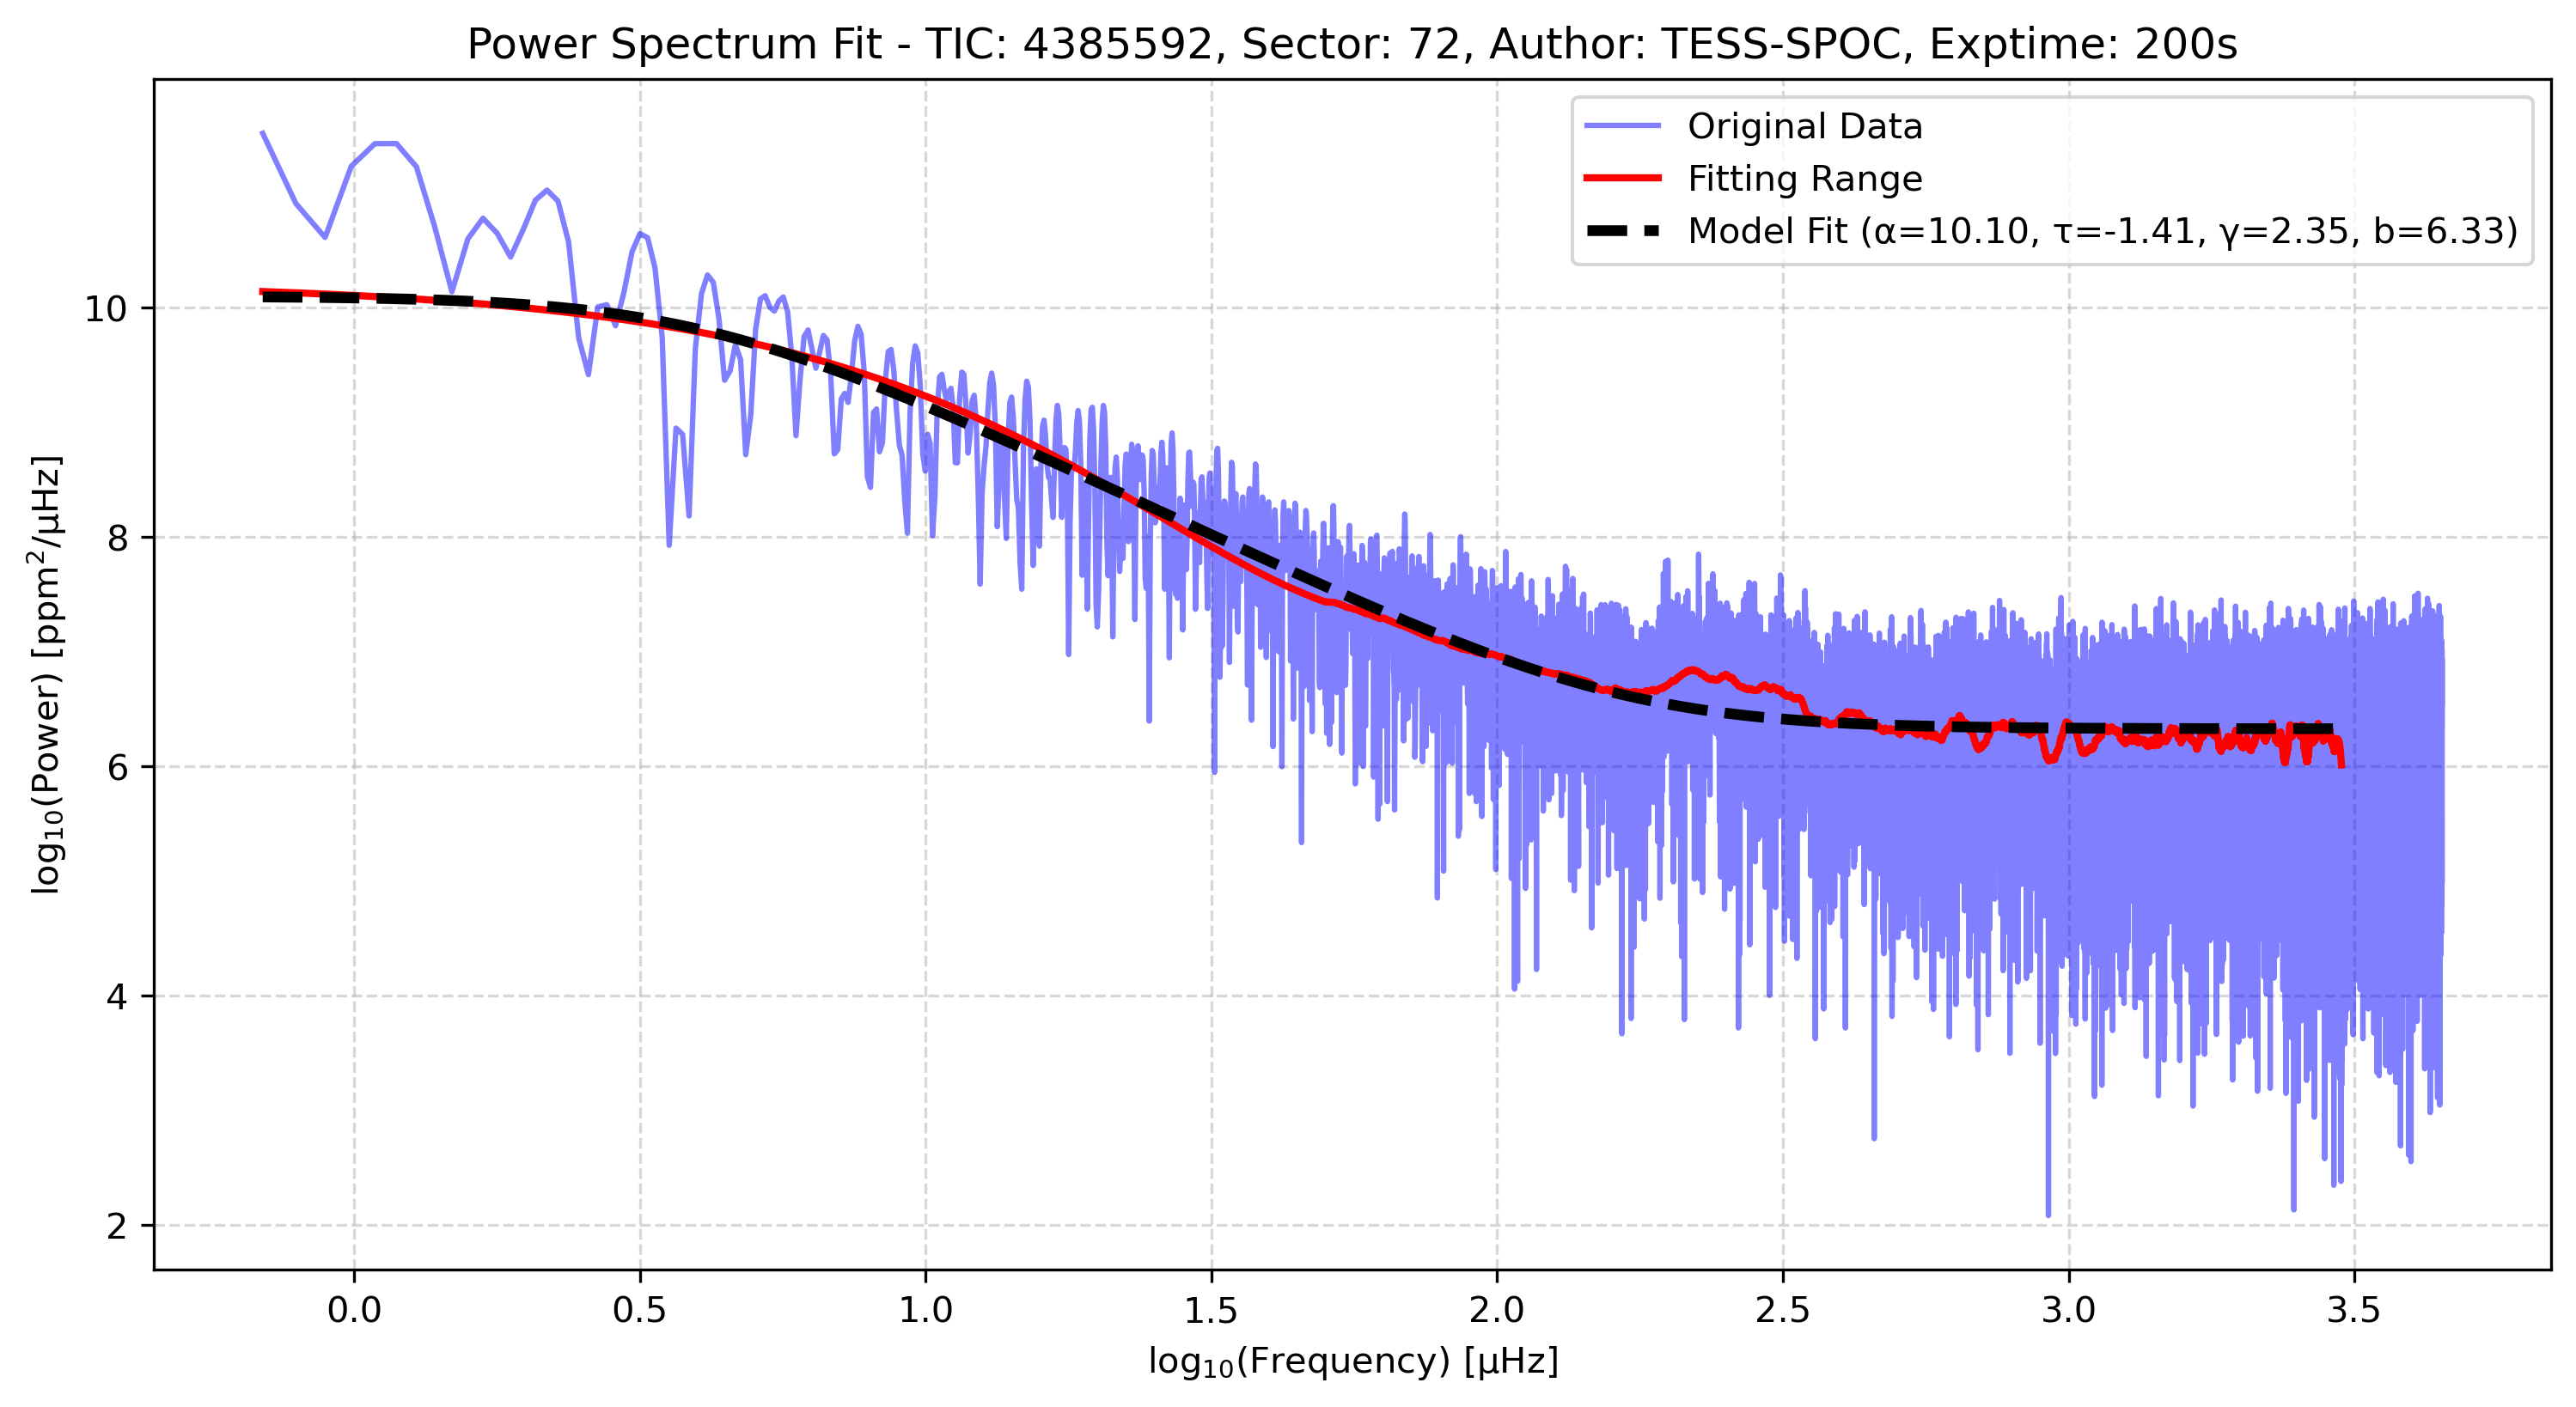 Power Spectrum Fit - TIC: 4385592, Sector: 72, Author: TESS-SPOC, Exptime: 200s
Original Data
Fitting Range
Model Fit (α=10.10, τ=-1.41, γ=2.35, b=6.33)
log₁₀(Power) [ppm²/μHz]
10
8
6
4
2
0.0 0.5 1.0 1.5 2.0 2.5 3.0 3.5
log₁₀(Frequency) [μHz]